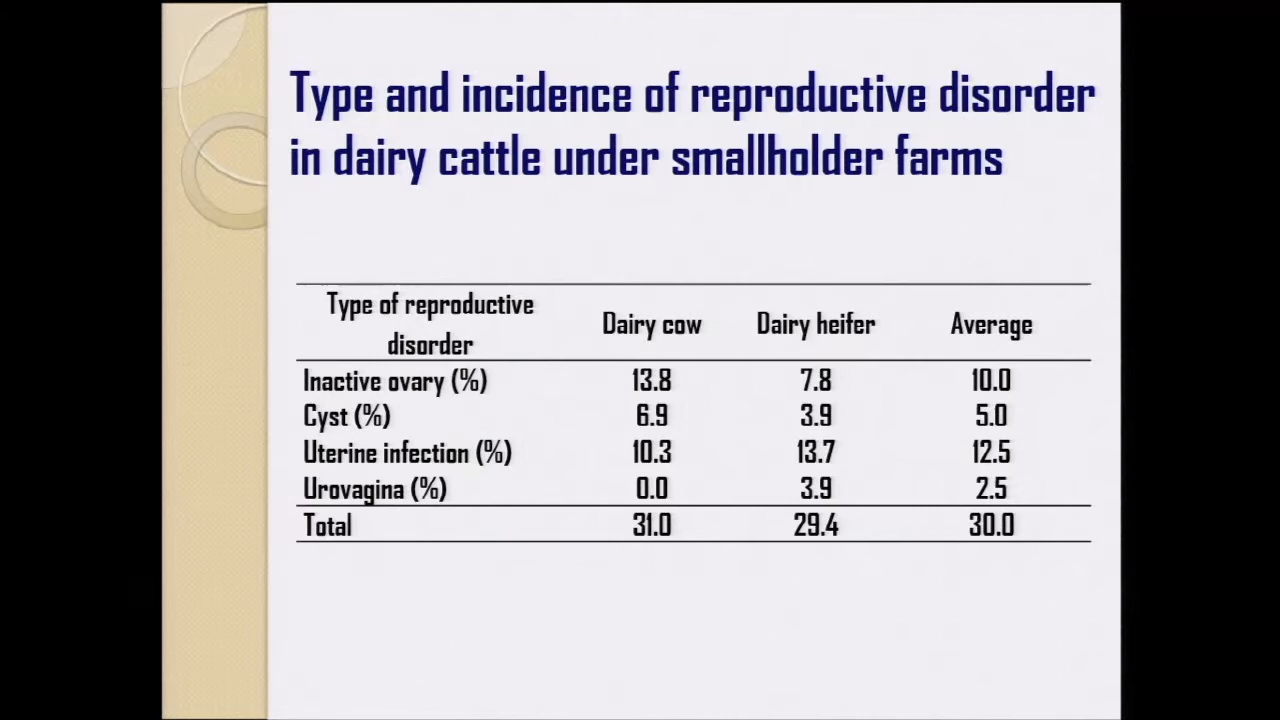 Type and incidence of reproductive disorder
in dairy cattle under smallholder farms
Type of reproductive
disorder Dairy cow Dairy heifer Average
Inactive ovary (%) 13.8 7.8 10.0
Cyst (%) 6.9 3.9 5.0
Uterine infection (%) 10.3 13.7 12.5
Urovagina (%) 0.0 3.9 2.5
Total 31.0 29.4 30.0